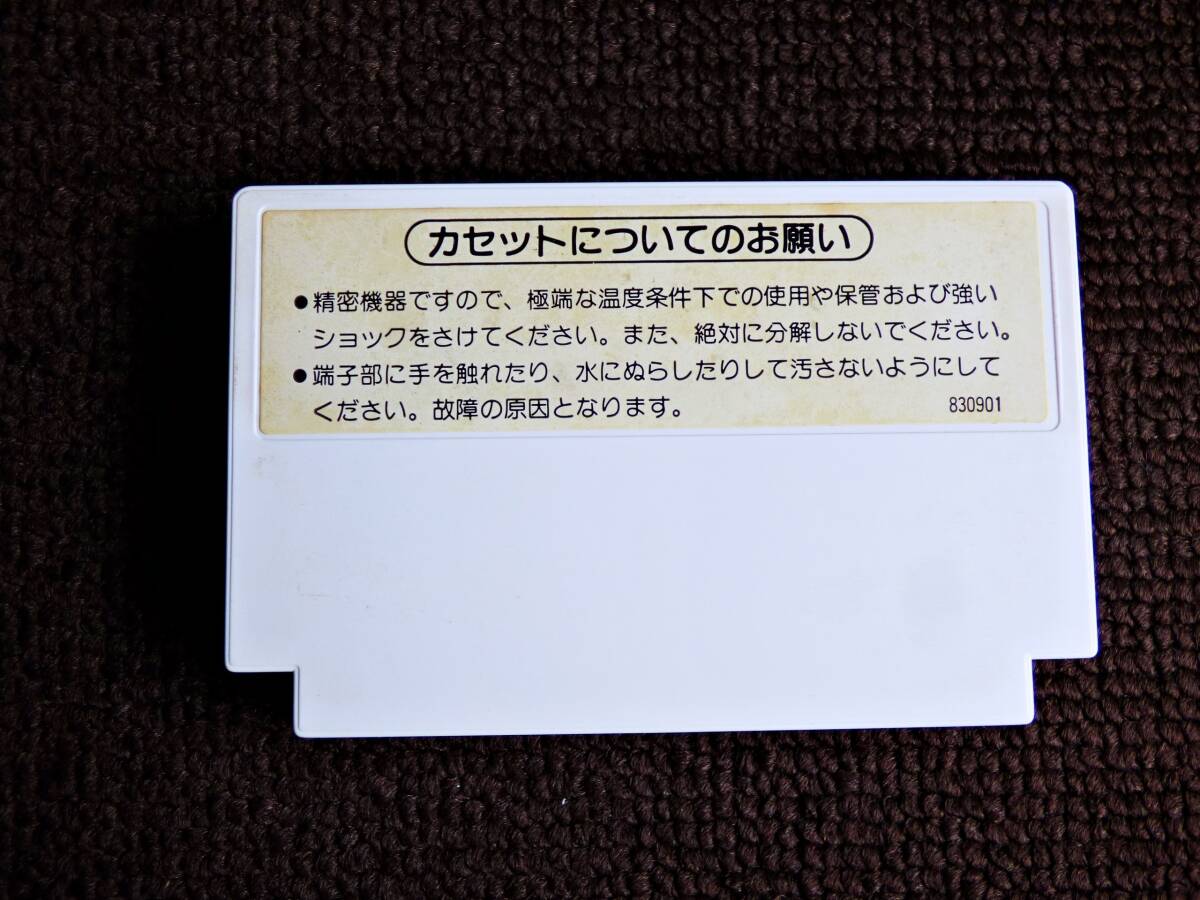 カセットについてのお願い
●精密機器ですので、極端な温度条件下での使用や保管および強い
ショックをさけてください。また、絶対に分解しないでください。
●端子部に手を触れたり、水にぬらしたりして汚さないようにして
ください。故障の原因となります。 830901